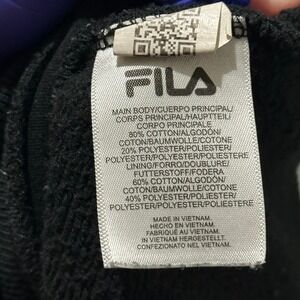 FILA
MAIN BODY/CUERPO PRINCIPAL/
CORPS PRINCIPAL/HAUPTTEIL/
CORPO PRINCIPALE
80% COTTON/ALGODÓN/
COTON/BAUMWOLLE/COTONE
20% POLYESTER/POLIÉSTER/
POLYESTER/POLYESTER/POLIESTERE
LINING/FORRO/DOUBLURE/
FUTTERSTOFF/FODERA
60% COTTON/ALGODÓN/
COTON/BAUMWOLLE/COTONE
40% POLYESTER/POLIÉSTER/
POLYESTER/POLYESTER/POLIESTERE
MADE IN VIETNAM.
HECHO EN VIETNAM.
FABRIQUÉ AU VIETNAM.
IN VIETNAM HERGESTELLT.
CONFEZIONATO NEL VIETNAM.